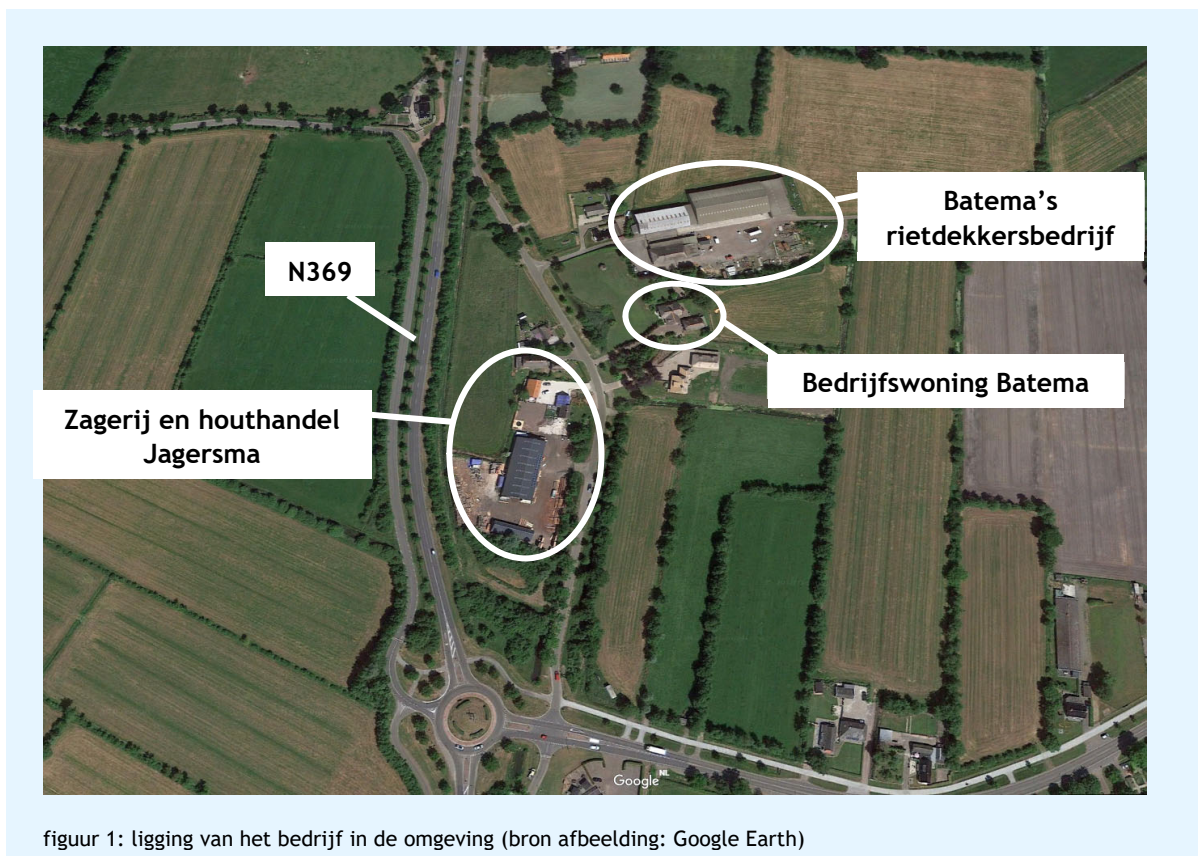 Batema's
rietdekkersbedrijf
N369
Bedrijfswoning Batema
Zagerij en houthandel
Jagersma
Google NL
figuur 1: ligging van het bedrijf in de omgeving (bron afbeelding: Google Earth)